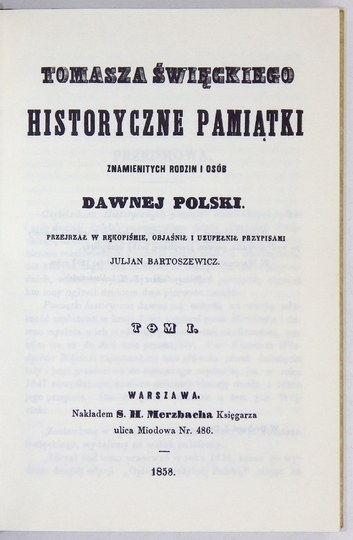 TOMASZA ŚWIĘCKIEGO
HISTORYCZNE PAMIĄTKI
ZNAMIENITYCH RODZIN I OSÓB
DAWNEJ POLSKI.
PRZEJRZAŁ W RĘKOPIŚMIE, OBJAŚNIŁ I UZUPEŁNIŁ PRZYPISAMI
JULJAN BARTOSZEWICZ.
TOM I.
WARSZAWA.
Nakładem S. H. Merzbacha Księgarza
ulica Miodowa Nr. 486.
1858.